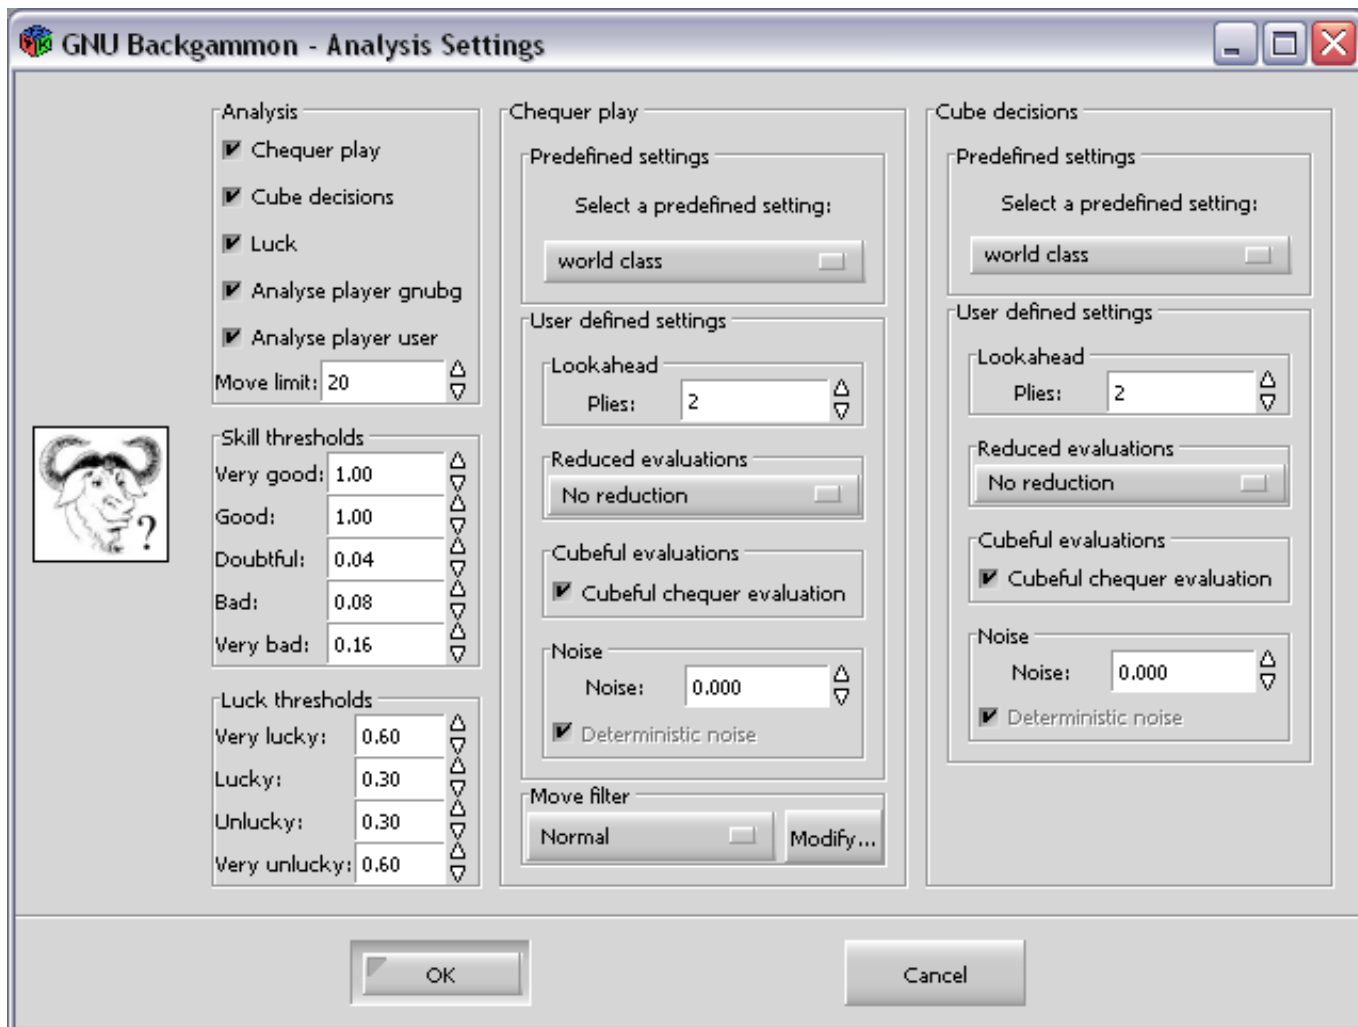 GNU Backgammon - Analysis Settings
Analysis
Chequer play
Cube decisions
Luck
Analyse player gnubg
Analyse player user
Move limit: 20
Skill thresholds
Very good: 1.00
Good: 1.00
Doubtful: 0.04
Bad: 0.08
Very bad: 0.16
Luck thresholds
Very lucky: 0.60
Lucky: 0.30
Unlucky: 0.30
Very unlucky: 0.60
Chequer play
Predefined settings
Select a predefined setting:
world class
User defined settings
Lookahead
Plies: 2
Reduced evaluations
No reduction
Cubeful evaluations
Cubeful chequer evaluation
Noise
Noise: 0.000
Deterministic noise
Move filter
Normal
Modify...
Cube decisions
Predefined settings
Select a predefined setting:
world class
User defined settings
Lookahead
Plies: 2
Reduced evaluations
No reduction
Cubeful evaluations
Cubeful chequer evaluation
Noise
Noise: 0.000
Deterministic noise
?
OK
Cancel